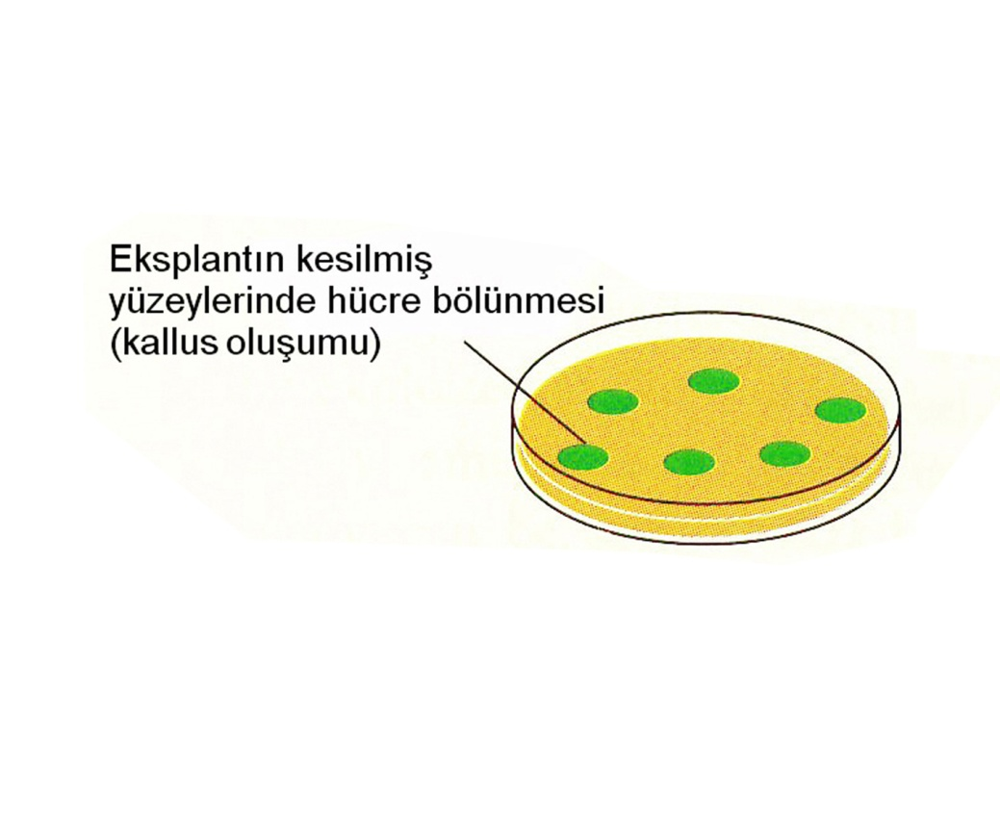 Eksplantın kesilmiş
yüzeylerinde hücre bölünmesi
(kallus oluşumu)